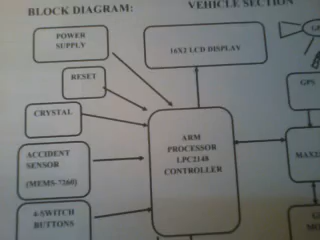 BLOCK DIAGRAM:
VEHICLE SECTION
POWER
SUPPLY
16X2 LCD DISPLAY
RESET
GPS
CRYSTAL
ARM
PROCESSOR
LPC2148
CONTROLLER
ACCIDENT
SENSOR
(MEMS-7260)
4-SWITCH
BUTTONS